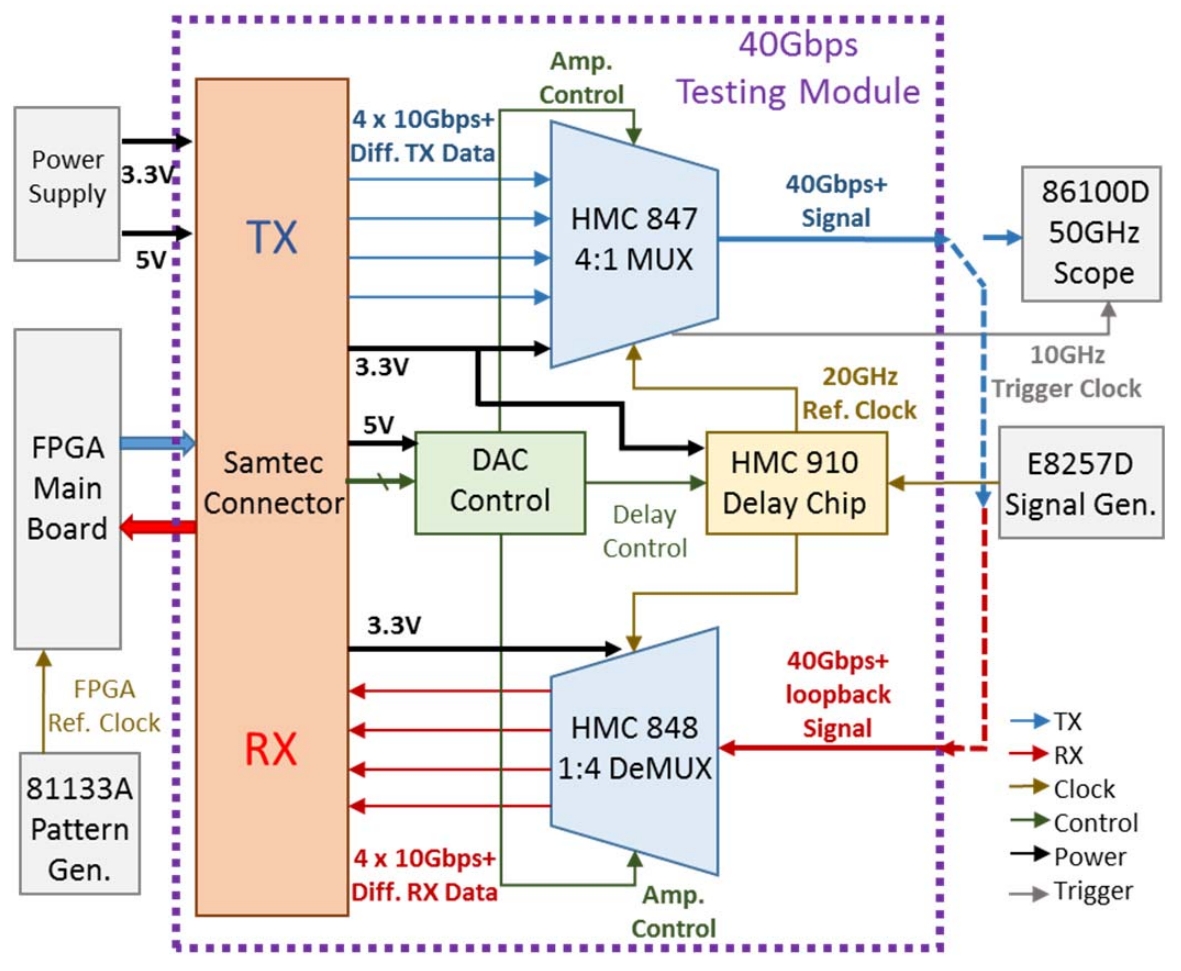 40Gbps
Testing Module
Amp.
Control
4 x 10Gbps+
Diff. TX Data
Power
Supply
3.3V
5V
TX
HMC 847
4:1 MUX
40Gbps+
Signal
86100D
50GHz
Scope
3.3V
10GHz
Trigger Clock
20GHz
Ref. Clock
FPGA
Main
Board
Samtec
Connector
5V
DAC
Control
Delay
Control
HMC 910
Delay Chip
E8257D
Signal Gen.
3.3V
FPGA
Ref. Clock
81133A
Pattern
Gen.
RX
HMC 848
1:4 DeMUX
40Gbps+
loopback
Signal
4 x 10Gbps+
Diff. RX Data
Amp.
Control
TX
RX
Clock
Control
Power
Trigger